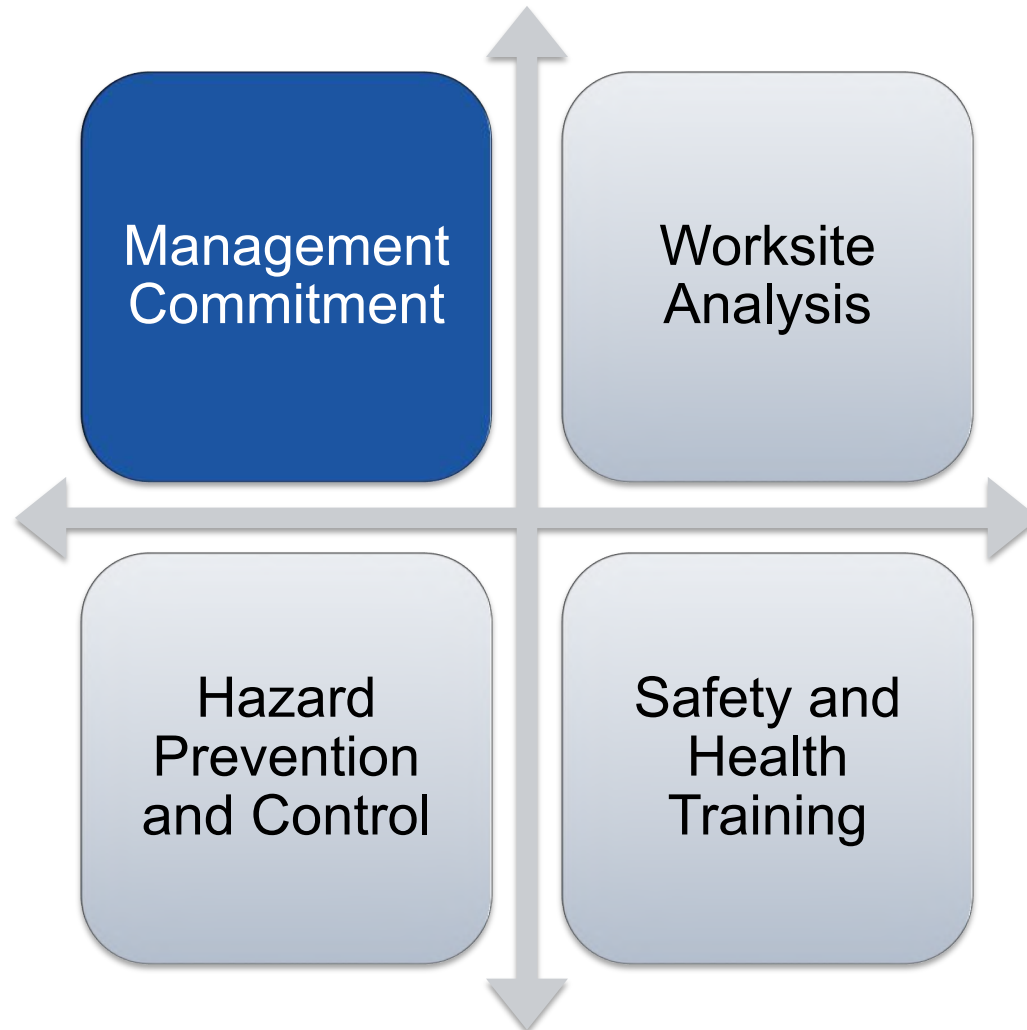 Management
Commitment
Worksite
Analysis
Hazard
Prevention
and Control
Safety and
Health
Training